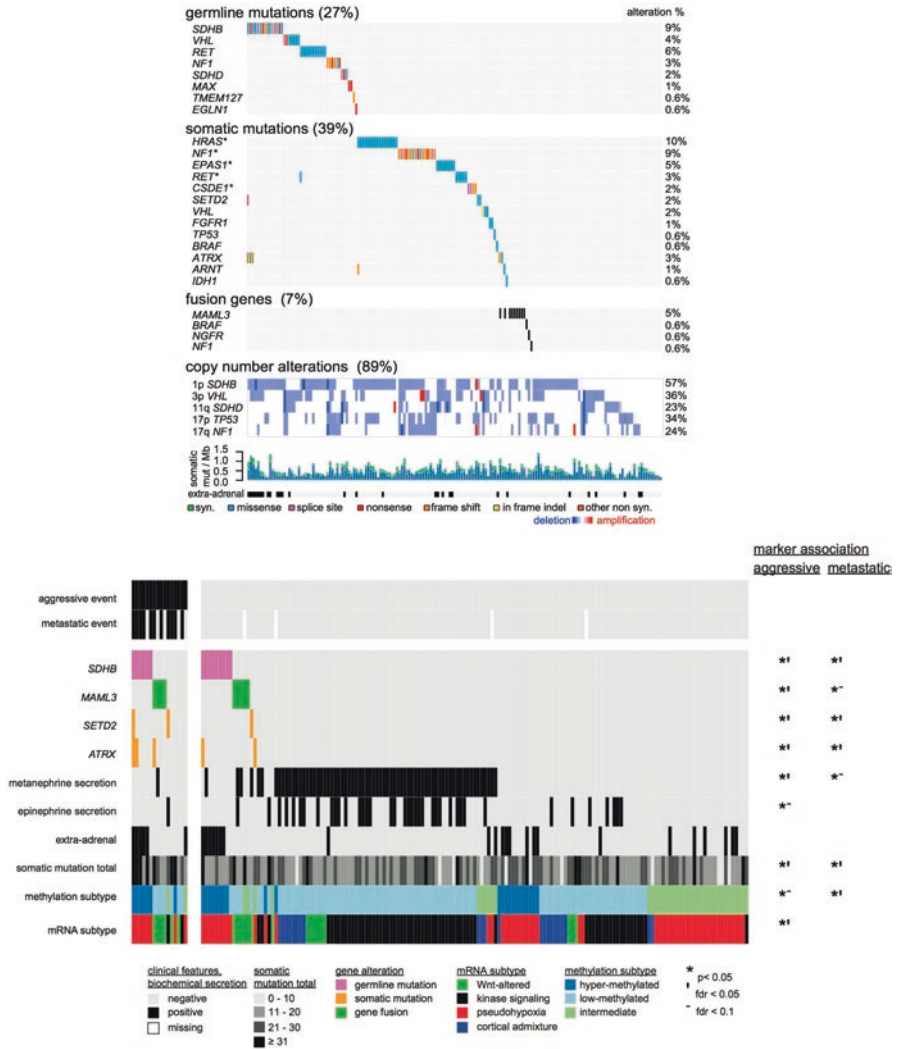 germline mutations (27%) alteration %
SDHB 9%
VHL 4%
RET 6%
NF1 3%
SDHD 2%
MAX 1%
TMEM127 0.6%
EGLN1 0.6%
somatic mutations (39%)
HRAS* 10%
NF1* 9%
EPAS1* 5%
RET* 3%
CSDE1* 2%
SETD2 2%
VHL 2%
FGFR1 1%
TP53 0.6%
BRAF 0.6%
ATRX 3%
ARNT 1%
IDH1 0.6%
fusion genes (7%)
MAML3 5%
BRAF 0.6%
NGFR 0.6%
NF1 0.6%
copy number alterations (89%)
1p SDHB 57%
3p VHL 36%
11q SDHD 23%
17p TP53 34%
17q NF1 24%
somatic mut / Mb
1.5
1.0
0.5
0.0
extra-adrenal
syn. missense splice site nonsense frame shift in frame indel other non syn.
deletion amplification
marker association
aggressive metastatic
aggressive event
metastatic event
SDHB *' *'
MAML3 *' *-
SETD2 *' *'
ATRX *' *'
metanephrine secretion *' *-
epinephrine secretion *-
extra-adrenal
somatic mutation total *' *'
methylation subtype *- *'
mRNA subtype *'
clinical features, biochemical secretion
negative
positive
missing
somatic mutation total
0 - 10
11 - 20
21 - 30
≥ 31
gene alteration
germline mutation
somatic mutation
gene fusion
mRNA subtype
Wnt-altered
kinase signaling
pseudohypoxia
cortical admixture
methylation subtype
hyper-methylated
low-methylated
intermediate
* p< 0.05
' fdr < 0.05
- fdr < 0.1